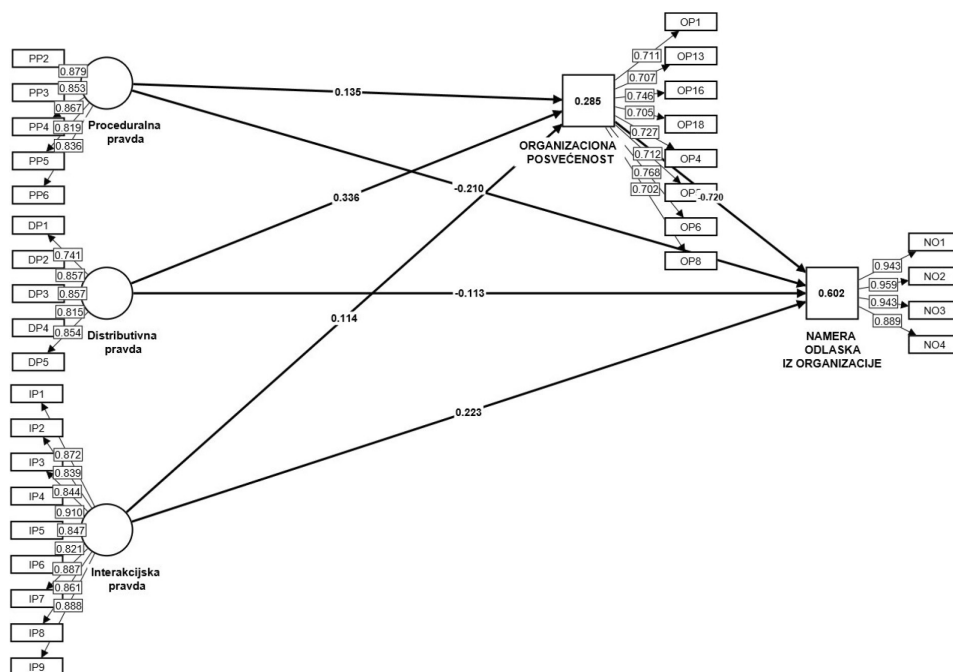 PP2
PP3
PP4
PP5
PP6
0.879
0.853
0.867
0.819
0.836
Proceduralna
pravda
DP1
DP2
DP3
DP4
DP5
0.741
0.857
0.857
0.815
0.854
Distributivna
pravda
IP1
IP2
IP3
IP4
IP5
IP6
IP7
IP8
IP9
0.872
0.839
0.844
0.910
0.847
0.821
0.887
0.861
0.888
Interakcijska
pravda
0.135
0.336
0.114
-0.210
-0.113
0.223
-0.720
0.285
ORGANIZACIONA
POSVEĆENOST
0.711
0.707
0.746
0.705
0.727
0.712
0.768
0.702
OP1
OP13
OP16
OP18
OP4
OP6
OP8
0.602
NAMERA
ODLASKA
IZ ORGANIZACIJE
0.943
0.959
0.943
0.889
NO1
NO2
NO3
NO4